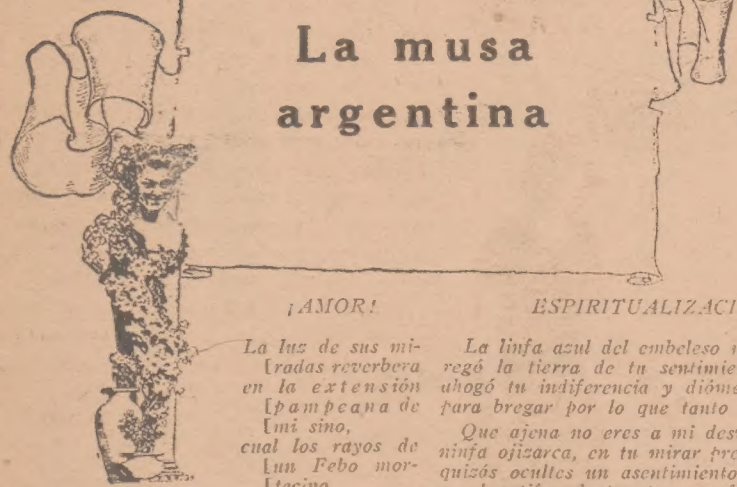 La musa
argentina
¡AMOR!
La luz de sus mi-
[radas reverbera
en la extensión
[pampeana de
[mi sino,
cual los rayos de
[un Febo mor-
[tecino
ESPIRITUALIZACI
La linfa azul del embeleso
regó la tierra de tu
ahogó tu indiferencia y
para bregar por lo que tanto
Que ajena no eres a mi
ninfa ojizarca, en tu mirar
quizás ocultes un asentimiento